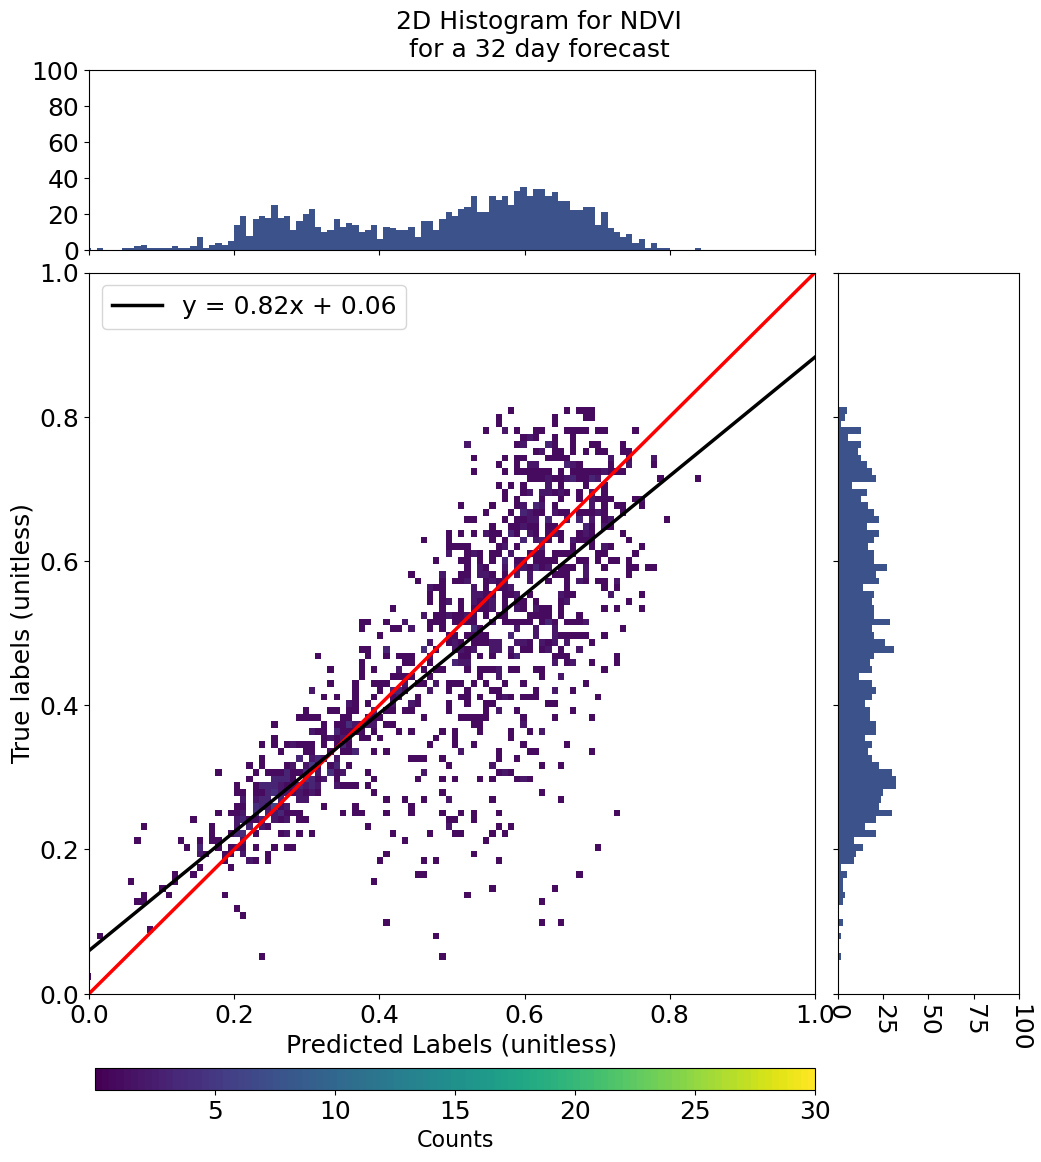 2D Histogram for NDVI
for a 32 day forecast
100
80
60
40
20
0
1.0
0.8
0.6
0.4
0.2
0.0
True labels (unitless)
y = 0.82x + 0.06
0.0 0.2 0.4 0.6 0.8 1.0
Predicted Labels (unitless)
0 25 50 75 100
5 10 15 20 25 30
Counts